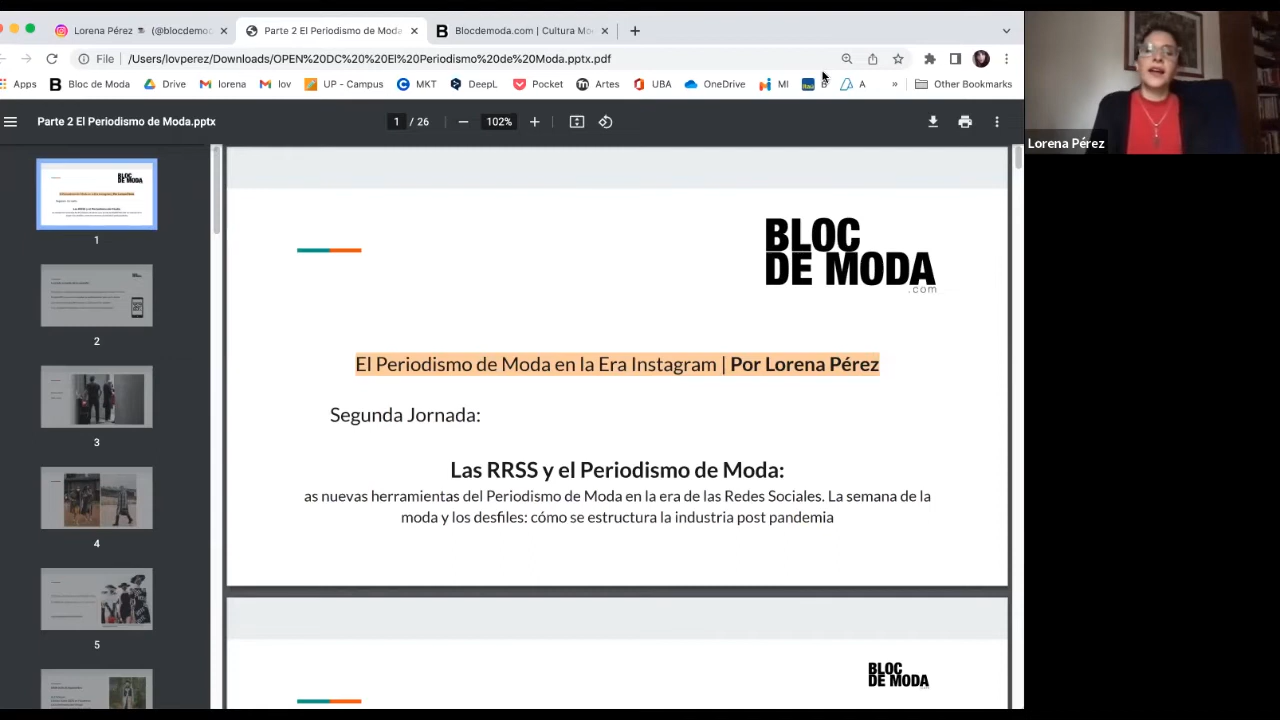 Lorena Pérez
(@blocdemo
Parte 2 El Periodismo de Moda
Blocdemoda.com | Cultura Mo
File
/Users/lovperez/Downloads/OPEN%20DC%20%20El%20Periodismo%20de%20Moda.pptx.pdf
Apps
Bloc de Moda
Drive
lorena
lov
UP - Campus
MKT
DeepL
Pocket
Artes
UBA
OneDrive
MI
A
»
Other Bookmarks
Parte 2 El Periodismo de Moda.pptx
1 / 26
102%
Lorena Pérez
BLOC
DE MODA
.com
El Periodismo de Moda en la Era Instagram | Por Lorena Pérez
Segunda Jornada:
Las RRSS y el Periodismo de Moda:
as nuevas herramientas del Periodismo de Moda en la era de las Redes Sociales. La semana de la
moda y los desfiles: cómo se estructura la industria post pandemia
1
2
3
4
5
BLOC
DE MODA